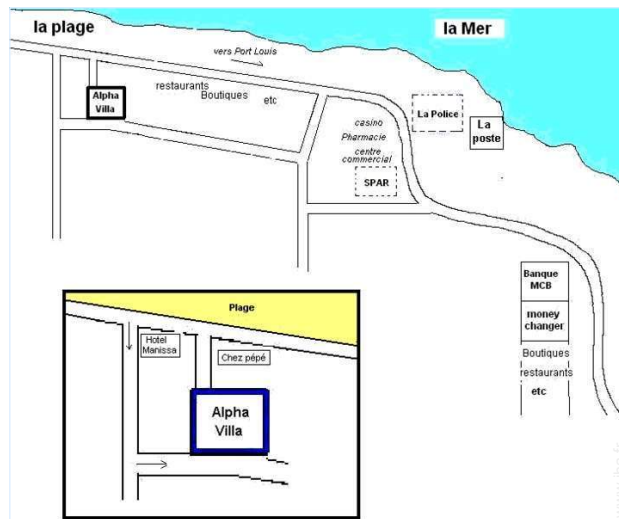 la plage
la Mer
vers Port Louis
restaurants
Boutiques
etc
Alpha
Villa
casino
Pharmacie
centre
commercial
SPAR
La Police
La
poste
Banque
MCB
money
changer
Boutiques
restaurants
etc
Plage
Hotel
Manissa
Chez pépé
Alpha
Villa